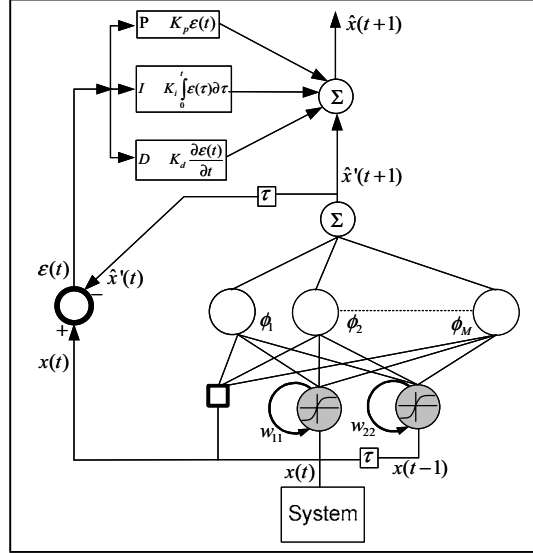 x̂(t+1)
P K_p ε(t)
I K_i ∫_0^t ε(τ)∂τ
Σ
D K_d ∂ε(t)/∂t
x̂'(t+1)
τ
Σ
ε(t)
x̂'(t)
−
+
ϕ_1 ϕ_2 ϕ_M
x(t)
w_11 w_22
τ
x(t) x(t−1)
System